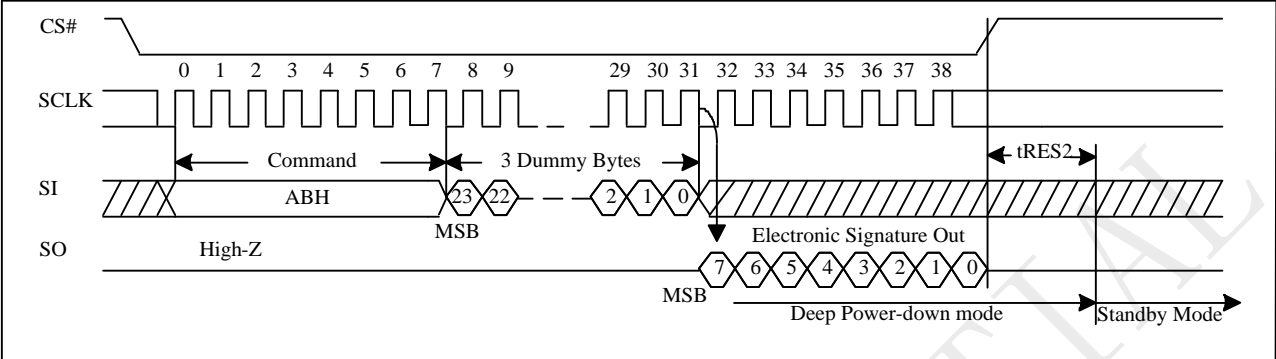 CS#
0 1 2 3 4 5 6 7 8 9 29 30 31 32 33 34 35 36 37 38
SCLK
Command 3 Dummy Bytes tRES2
SI ABH 23 22 2 1 0
MSB
SO High-Z Electronic Signature Out
7 6 5 4 3 2 1 0
MSB
Deep Power-down mode Standby Mode
TIAL